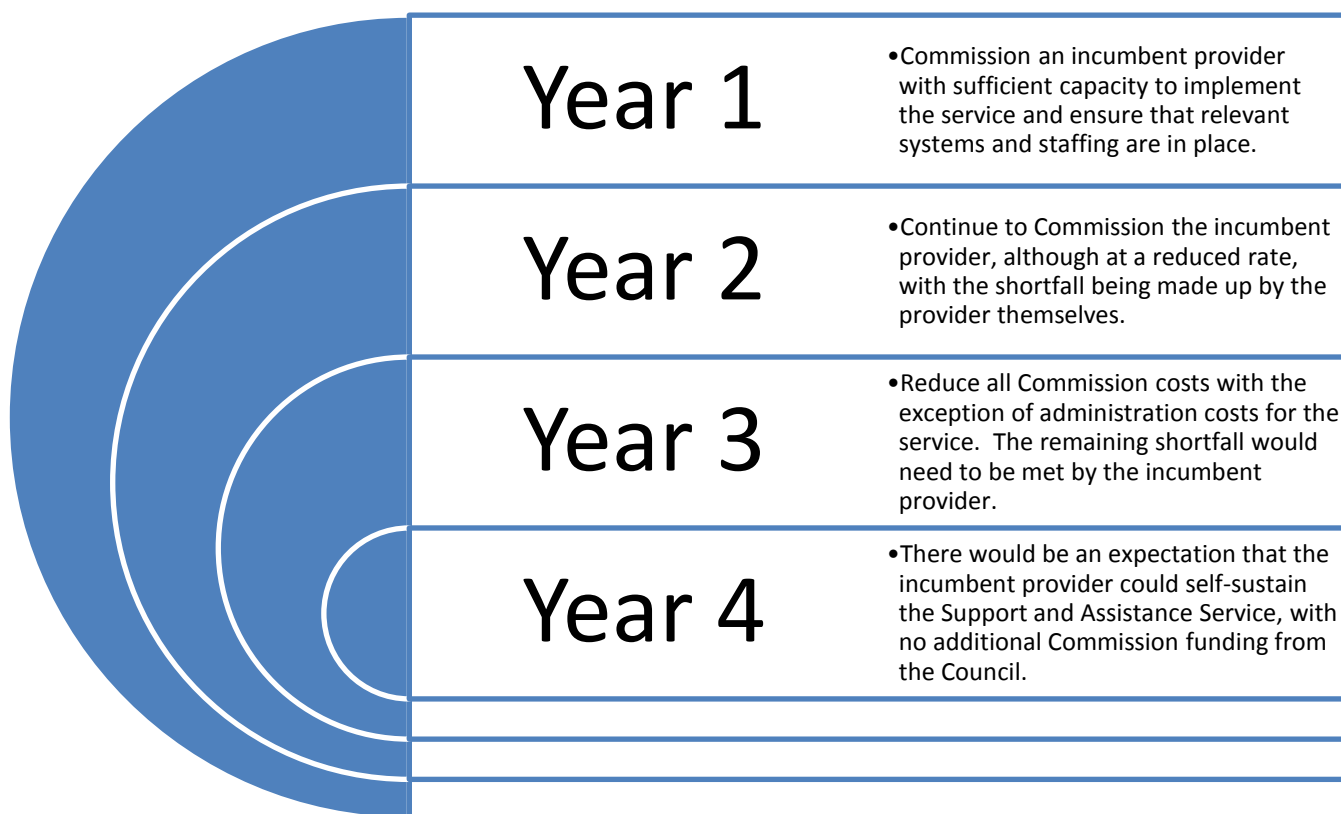 Year 1
•Commission an incumbent provider
with sufficient capacity to implement
the service and ensure that relevant
systems and staffing are in place.
Year 2
•Continue to Commission the incumbent
provider, although at a reduced rate,
with the shortfall being made up by the
provider themselves.
Year 3
•Reduce all Commission costs with the
exception of administration costs for the
service.  The remaining shortfall would
need to be met by the incumbent
provider.
Year 4
•There would be an expectation that the
incumbent provider could self-sustain
the Support and Assistance Service, with
no additional Commission funding from
the Council.